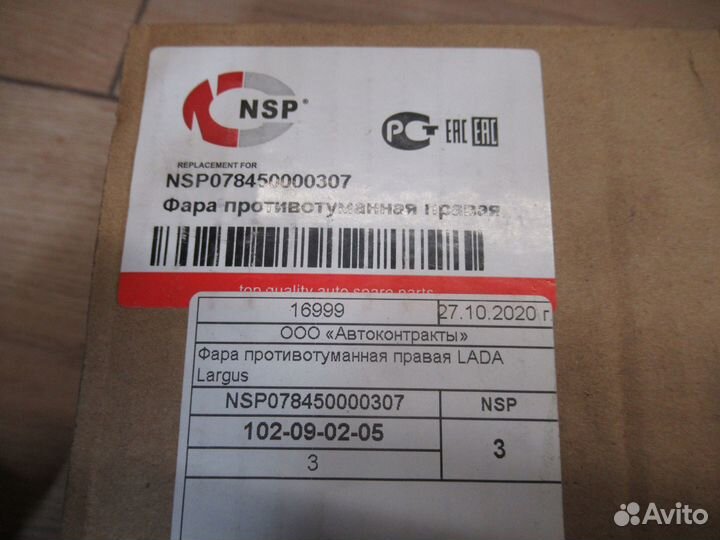 NSP®
РСТ ЕАС ЕАС
REPLACEMENT FOR
NSP078450000307
Фара противотуманная правая
top quality auto spare parts
16999 27.10.2020 г
ООО «Автоконтракты»
Фара противотуманная правая LADA
Largus
NSP078450000307 NSP
102-09-02-05 3
3
Avito